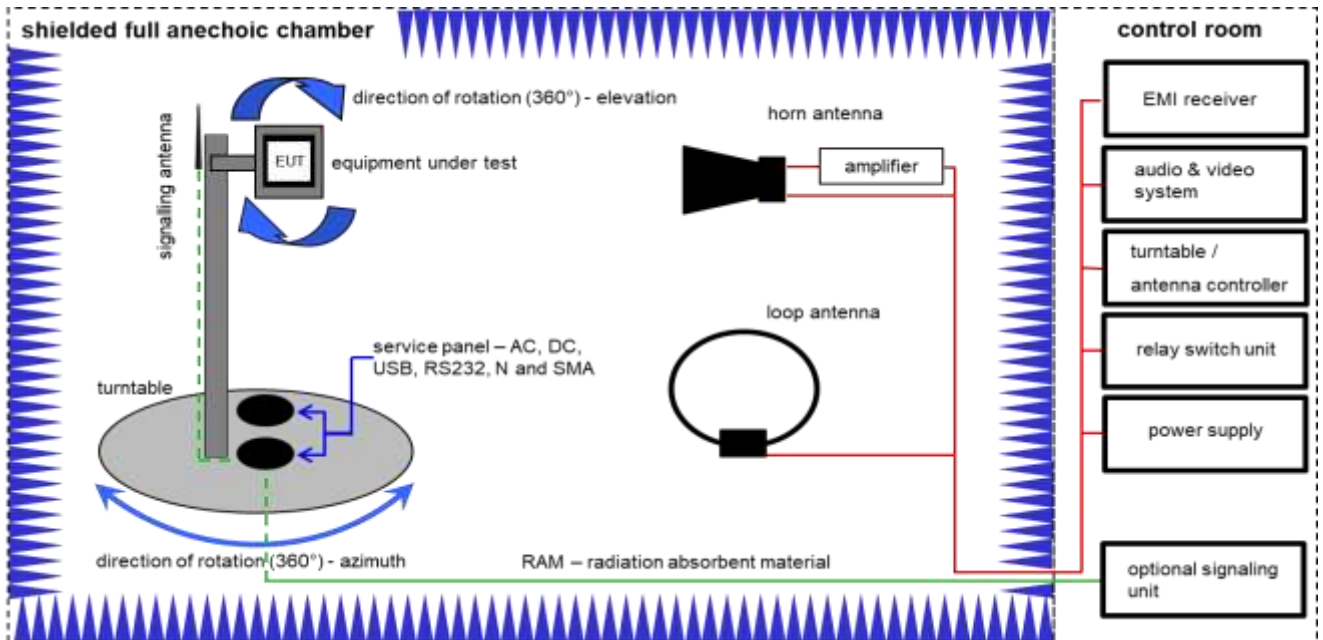 shielded full anechoic chamber
control room
direction of rotation (360°) - elevation
signalling antenna
EUT
equipment under test
horn antenna
amplifier
EMI receiver
audio & video
system
turntable /
antenna controller
loop antenna
service panel – AC, DC,
USB, RS232, N and SMA
turntable
relay switch unit
power supply
direction of rotation (360°) - azimuth
RAM – radiation absorbent material
optional signaling
unit